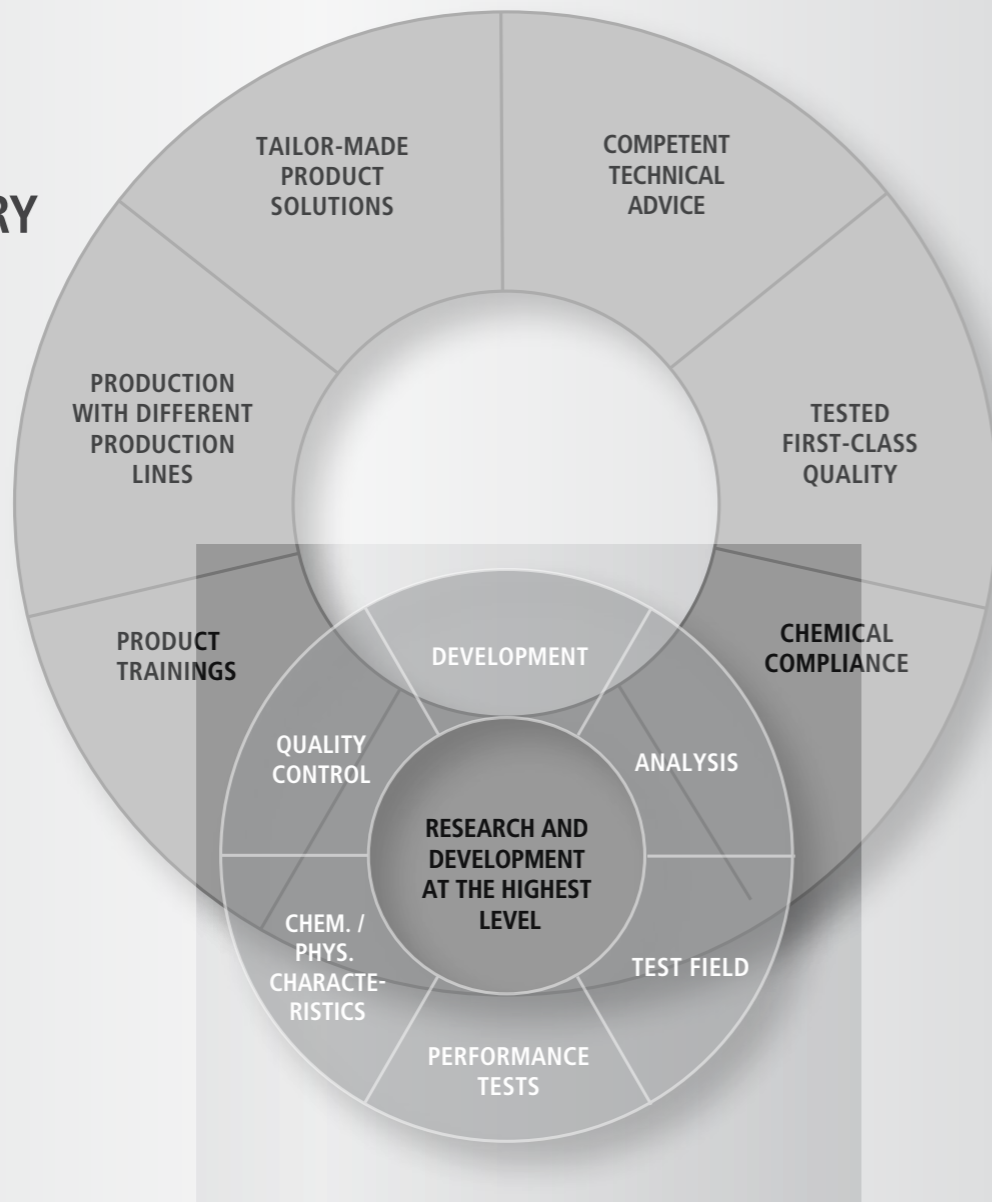 TAILOR-MADE
PRODUCT
SOLUTIONS
COMPETENT
TECHNICAL
ADVICE
RY
PRODUCTION
WITH DIFFERENT
PRODUCTION
LINES
TESTED
FIRST-CLASS
QUALITY
PRODUCT
TRAININGS
CHEMICAL
COMPLIANCE
DEVELOPMENT
QUALITY
CONTROL
ANALYSIS
RESEARCH AND
DEVELOPMENT
AT THE HIGHEST
LEVEL
CHEM. /
PHYS.
CHARACTE-
RISTICS
TEST FIELD
PERFORMANCE
TESTS